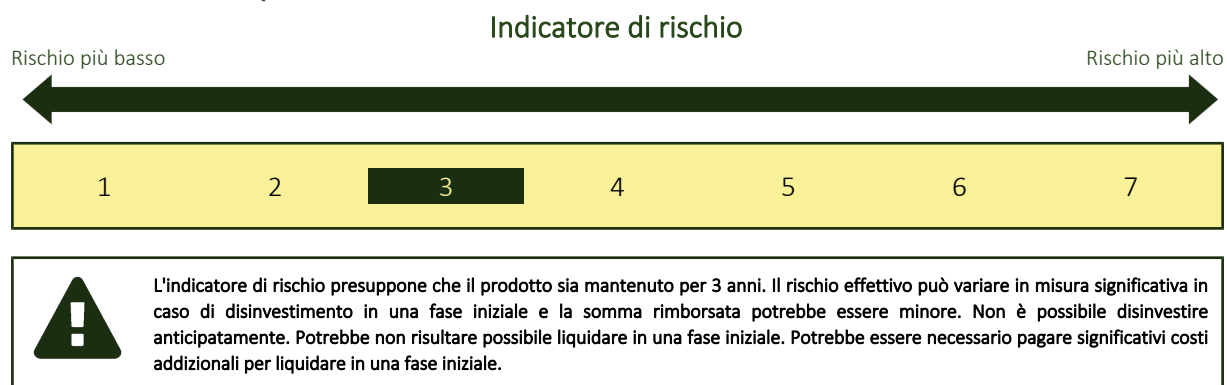 Indicatore di rischio
Rischio più basso
Rischio più alto
1 2 3 4 5 6 7
L'indicatore di rischio presuppone che il prodotto sia mantenuto per 3 anni. Il rischio effettivo può variare in misura significativa in
caso di disinvestimento in una fase iniziale e la somma rimborsata potrebbe essere minore. Non è possibile disinvestire
anticipatamente. Potrebbe non risultare possibile liquidare in una fase iniziale. Potrebbe essere necessario pagare significativi costi
addizionali per liquidare in una fase iniziale.